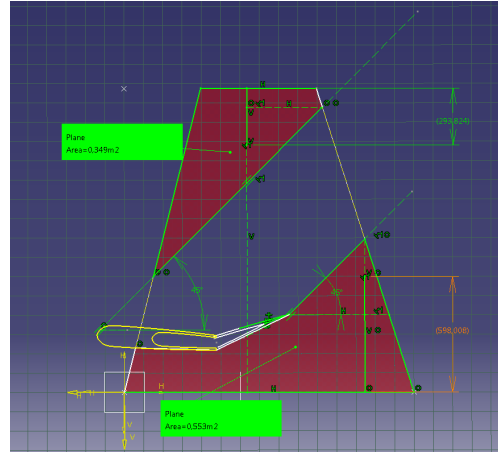 (293,824)
Plane
Area=0,349m2
45°
45°
(598,008)
H
H
H
V
V
Plane
Area=0,553m2